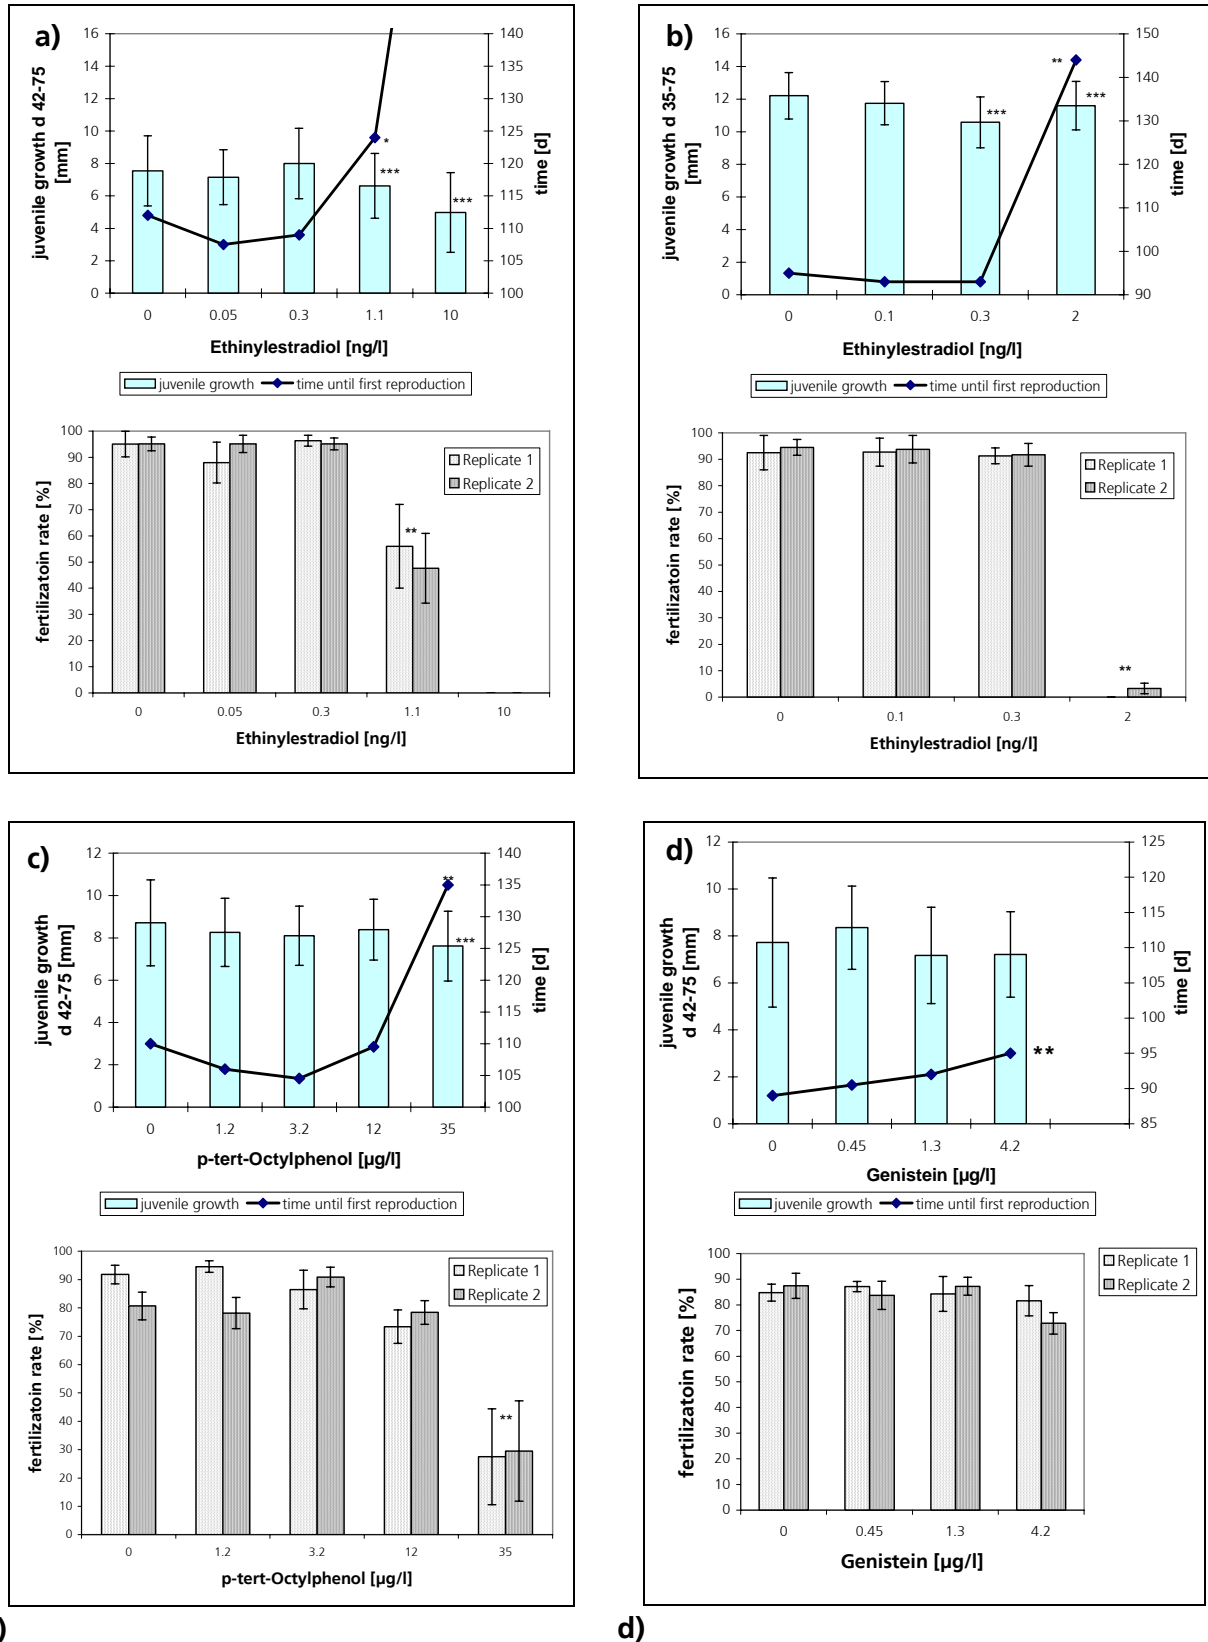 a)
16
14
12
10
8
6
4
2
0
juvenile growth d 42-75
[mm]
140
135
130
125
120
115
110
105
100
time [d]
*
***
***
0 0.05 0.3 1.1 10
Ethinylestradiol [ng/l]
juvenile growth time until first reproduction
100
90
80
70
60
50
40
30
20
10
0
fertilizatoin rate [%]
Replicate 1
Replicate 2
**
0 0.05 0.3 1.1 10
Ethinylestradiol [ng/l]
b)
16
14
12
10
8
6
4
2
0
juvenile growth d 35-75
[mm]
150
140
130
120
110
100
90
time [d]
**
***
***
0 0.1 0.3 2
Ethinylestradiol [ng/l]
juvenile growth time until first reproduction
100
90
80
70
60
50
40
30
20
10
0
fertilizatoin rate [%]
Replicate 1
Replicate 2
**
0 0.1 0.3 2
Ethinylestradiol [ng/l]
c)
12
10
8
6
4
2
0
juvenile growth
d 42-75 [mm]
140
135
130
125
120
115
110
105
100
time [d]
**
***
0 1.2 3.2 12 35
p-tert-Octylphenol [µg/l]
juvenile growth time until first reproduction
100
90
80
70
60
50
40
30
20
10
0
fertilizatoin rate [%]
Replicate 1
Replicate 2
**
0 1.2 3.2 12 35
p-tert-Octylphenol [µg/l]
d)
12
10
8
6
4
2
0
juvenile growth
d 42-75 [mm]
125
120
115
110
105
100
95
90
85
time [d]
**
0 0.45 1.3 4.2
Genistein [µg/l]
juvenile growth time until first reproduction
100
90
80
70
60
50
40
30
20
10
0
fertilizatoin rate [%]
Replicate 1
Replicate 2
0 0.45 1.3 4.2
Genistein [µg/l]
) d)